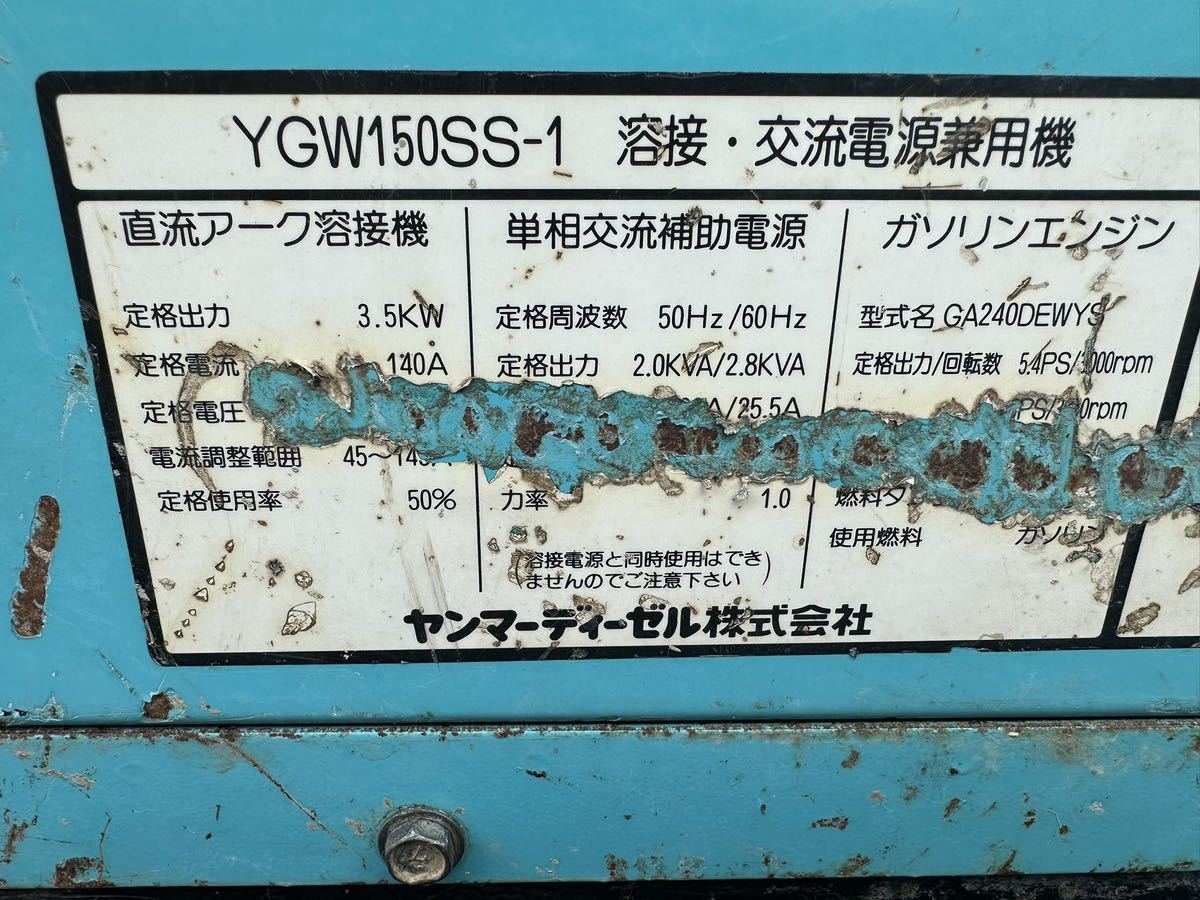 YGW150SS-1 溶接・交流電源兼用機
直流アーク溶接機
定格出力 3.5KW
定格電流 140A
定格電圧
電流調整範囲 45～
定格使用率 50%
単相交流補助電源
定格周波数 50Hz/60Hz
定格出力 2.0KVA/2.8KVA
A/25.5A
力率 1.0
(溶接電源と同時使用はでき
ませんのでご注意下さい)
ガソリンエンジン
型式名 GA240DEWYS
定格出力/回転数 5.4PS/3000rpm
使用燃料 ガソリン
ヤンマーディーゼル株式会社